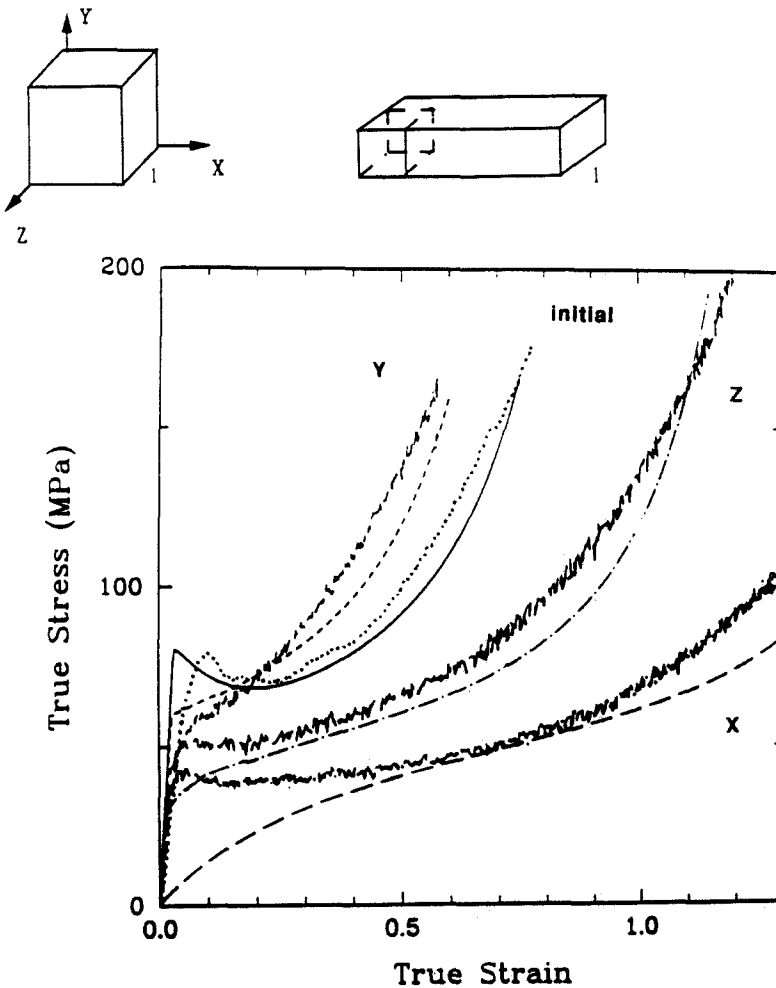 Y
X
Z
1
1
200
100
0
True Stress (MPa)
initial
Y
Z
X
0.0
0.5
1.0
True Strain